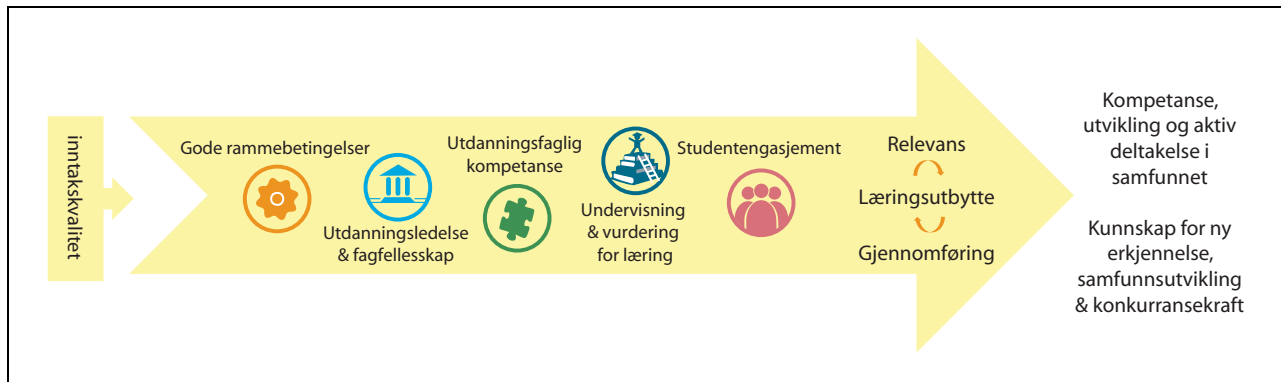 inntakskvalitet
Gode rammebetingelser
Utdanningsledelse
& fagfellesskap
Utdanningsfaglig
kompetanse
Undervisning
& vurdering
for læring
Studentengasjement
Relevans
Læringsutbytte
Gjennomføring
Kompetanse,
utvikling og aktiv
deltakelse i
samfunnet
Kunnskap for ny
erkjennelse,
samfunnsutvikling
& konkurransekraft